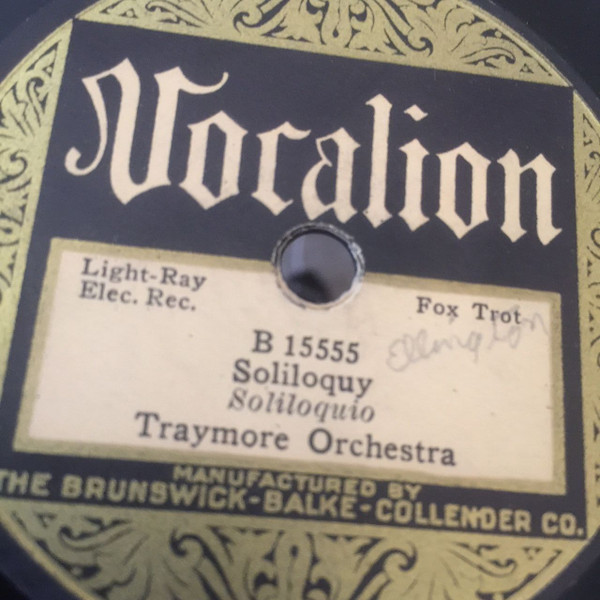 Vocalion
Light-Ray
Elec. Rec.
Fox Trot
Ellington
B 15555
Soliloquy
Soliloquio
Traymore Orchestra
MANUFACTURED BY
THE BRUNSWICK-BALKE-COLLENDER CO.